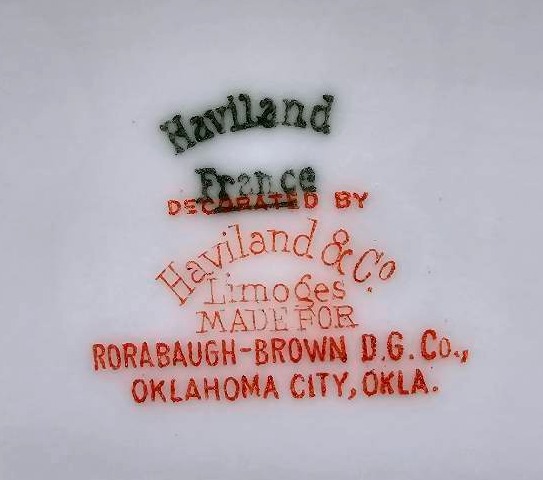 Haviland
France
DECORATED BY
Haviland & Co.
Limoges
MADE FOR
RORABAUGH-BROWN D.G. Co.,
OKLAHOMA CITY, OKLA.